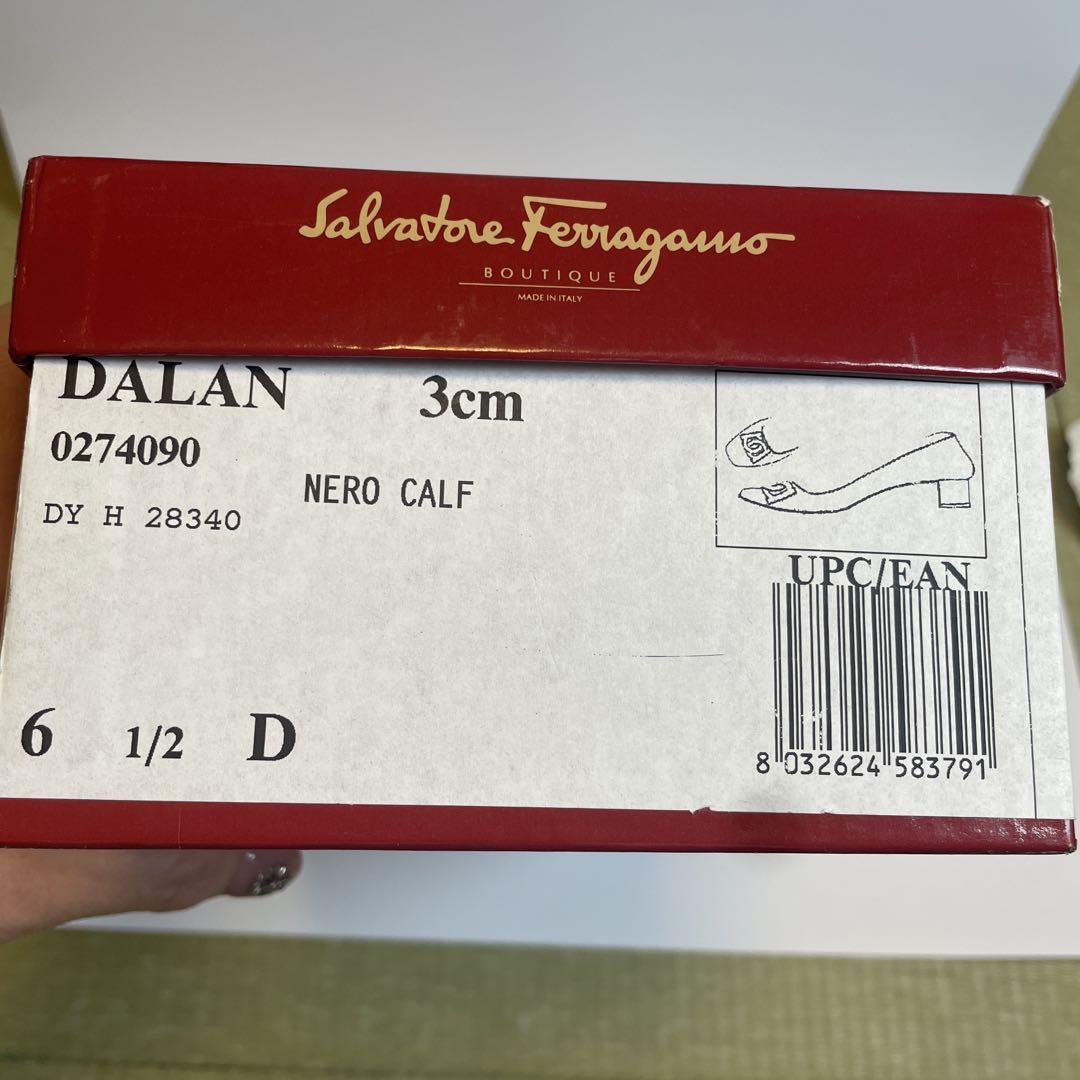 Salvatore Ferragamo
BOUTIQUE
MADE IN ITALY
DALAN 3cm
0274090
NERO CALF
DY H 28340
UPC/EAN
6 1/2 D
8 032624 583791